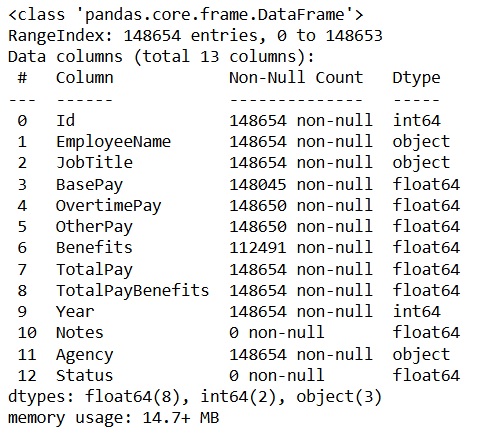 <class 'pandas.core.frame.DataFrame'>
RangeIndex: 148654 entries, 0 to 148653
Data columns (total 13 columns):
 #   Column            Non-Null Count   Dtype
---  ------            --------------   -----
 0   Id                148654 non-null  int64
 1   EmployeeName      148654 non-null  object
 2   JobTitle          148654 non-null  object
 3   BasePay           148045 non-null  float64
 4   OvertimePay       148650 non-null  float64
 5   OtherPay          148650 non-null  float64
 6   Benefits          112491 non-null  float64
 7   TotalPay          148654 non-null  float64
 8   TotalPayBenefits  148654 non-null  float64
 9   Year              148654 non-null  int64
 10  Notes             0 non-null       float64
 11  Agency            148654 non-null  object
 12  Status            0 non-null       float64
dtypes: float64(8), int64(2), object(3)
memory usage: 14.7+ MB